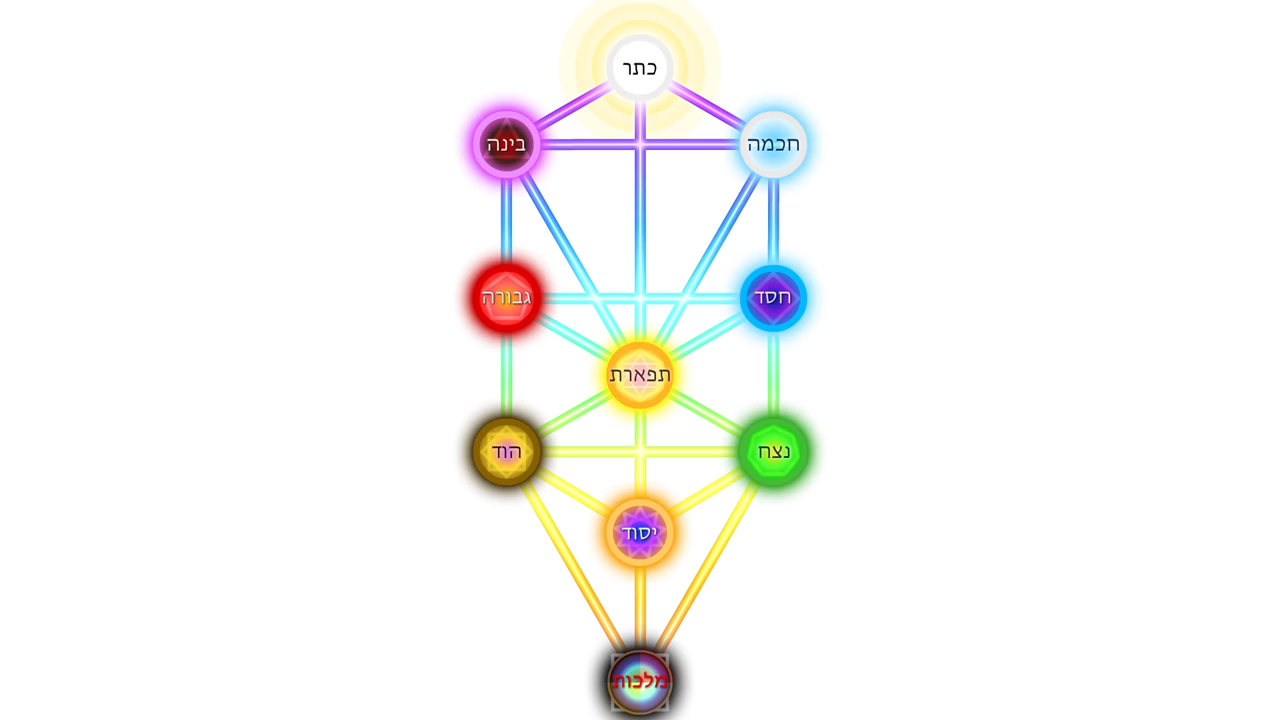 כתר
חכמה
בינה
חסד
גבורה
תפארת
נצח
הוד
יסוד
מלכות